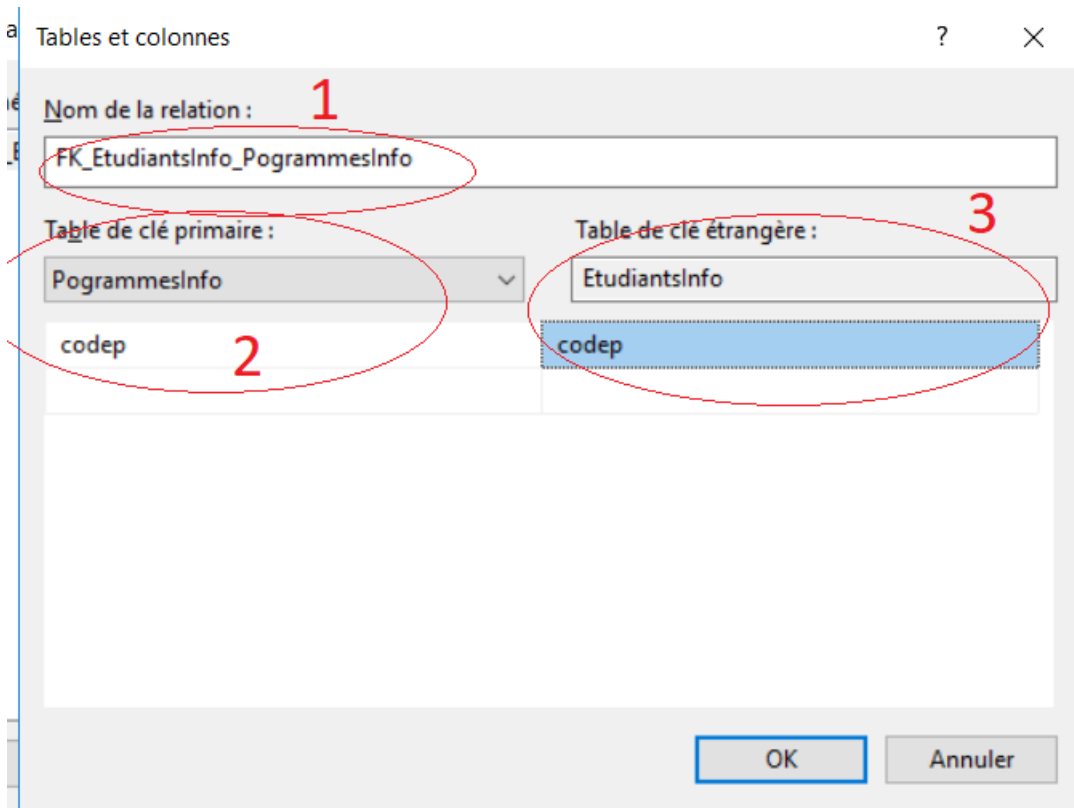 Tables et colonnes ?
1
Nom de la relation :
FK_EtudiantsInfo_PogrammesInfo
3
Table de clé primaire : Table de clé étrangère :
PogrammesInfo EtudiantsInfo
codep codep
2
OK Annuler